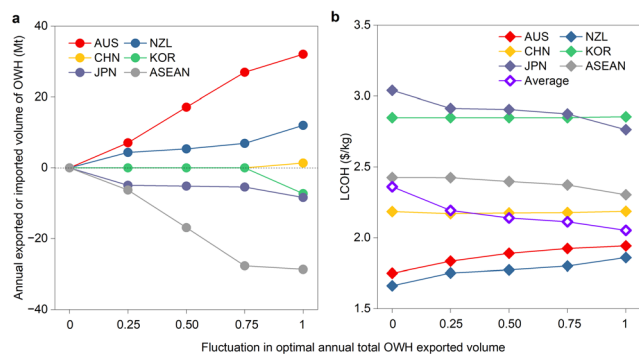 a
Annual exported or imported volume of OWH (Mt)
40
20
0
−20
−40
AUS NZL
CHN KOR
JPN ASEAN
0 0.25 0.50 0.75 1
b
LCOH ($/kg)
3.5
3.0
2.5
2.0
1.5
AUS NZL
CHN KOR
JPN ASEAN
Average
0 0.25 0.50 0.75 1
Fluctuation in optimal annual total OWH exported volume